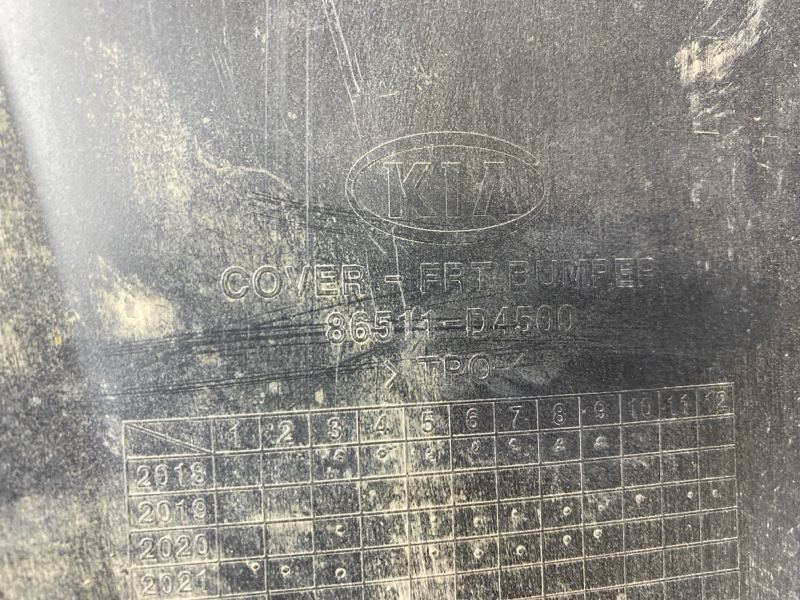 KIA
COVER - FRT BUMPER
86511-D4500
>TPO<
1 2 3 4 5 6 7 8 9 10 11 12
2018
2019
2020
2021